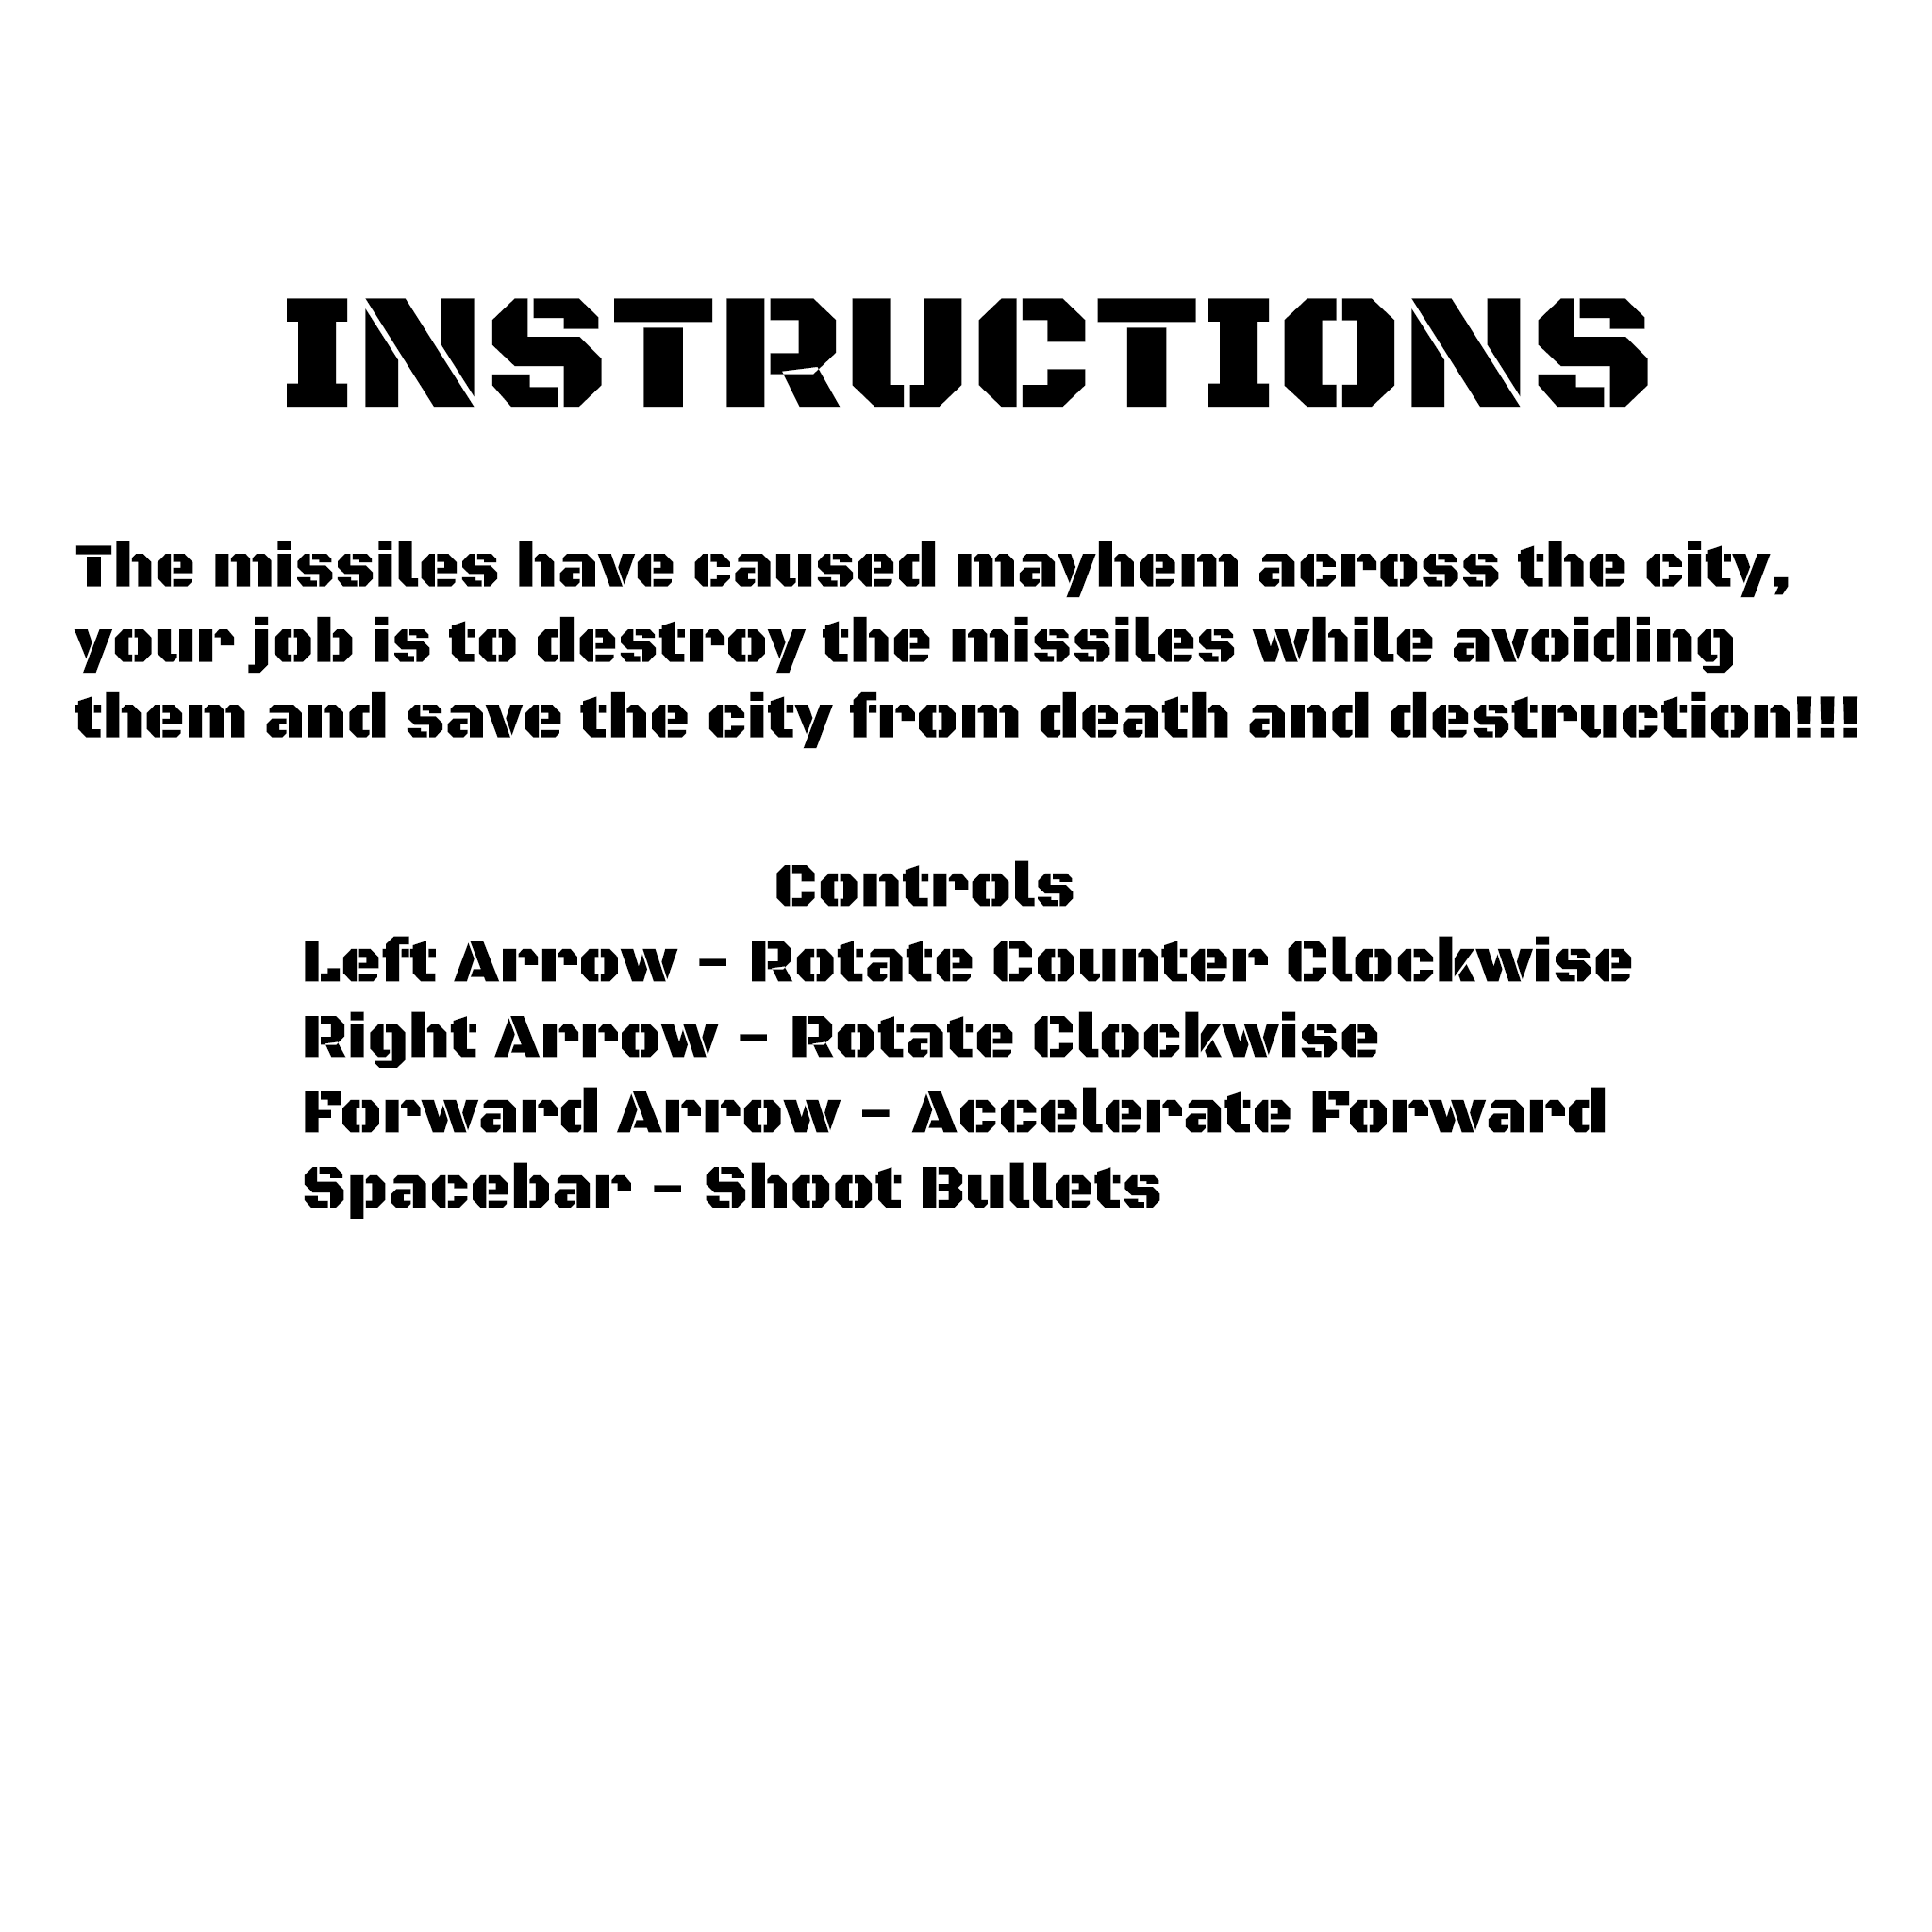 INSTRUCTIONS
The missiles have caused mayhem across the city,
your job is to destroy the missiles while avoiding
them and save the city from death and destruction!!!
Controls
Left Arrow - Rotate Counter Clockwise
Right Arrow - Rotate Clockwise
Forward Arrow - Accelerate Forward
Spacebar - Shoot Bullets